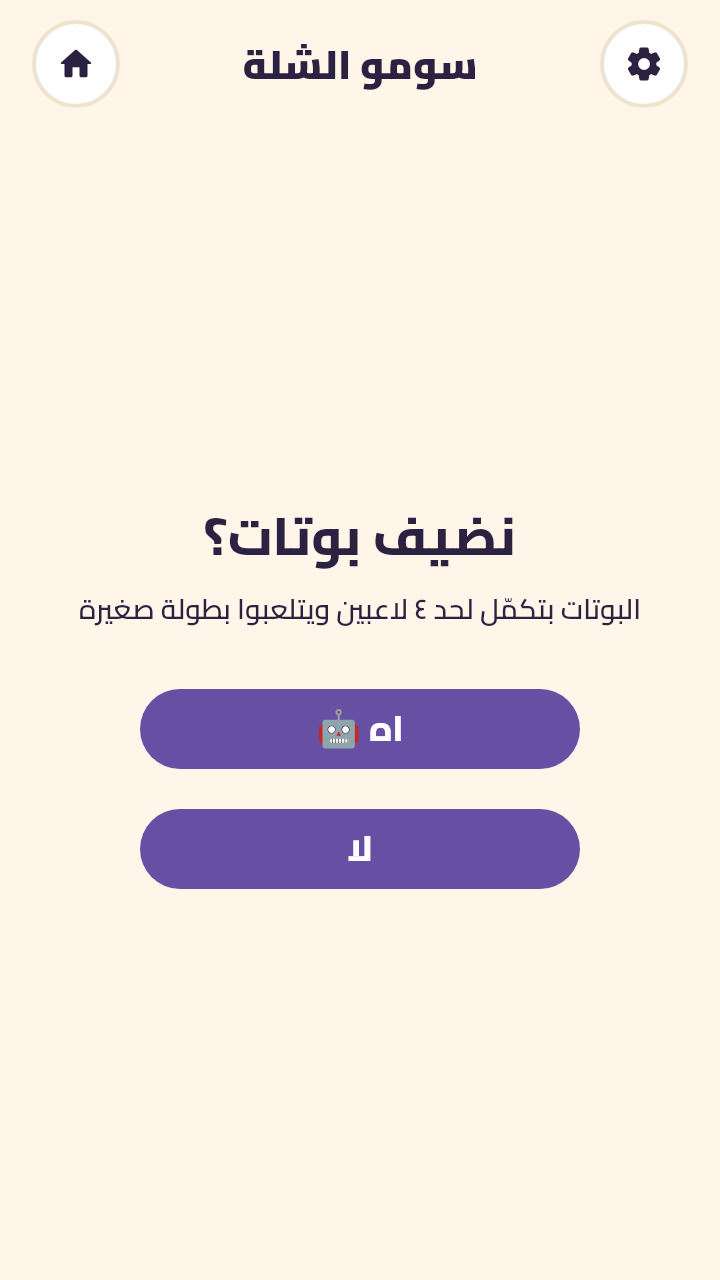 سومو الشلة
نضيف بوتات؟
البوتات بتكمّل لحد ٤ لاعبين ويتلعبوا بطولة صغيرة
اه 🤖
لا